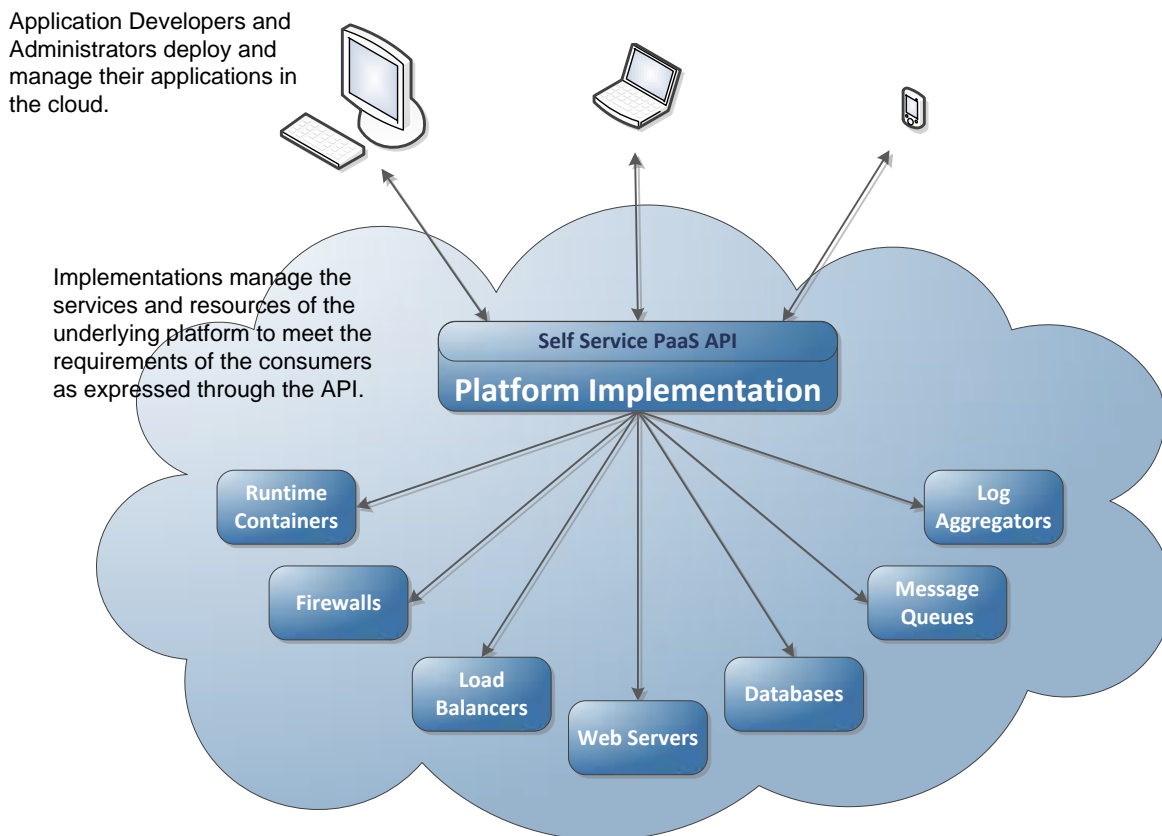 Application Developers and
Administrators deploy and
manage their applications in
the cloud.
Implementations manage the
services and resources of the
underlying platform to meet the
requirements of the consumers
as expressed through the API.
Self Service PaaS API
Platform Implementation
Runtime
Containers
Log
Aggregators
Firewalls
Message
Queues
Load
Balancers
Databases
Web Servers